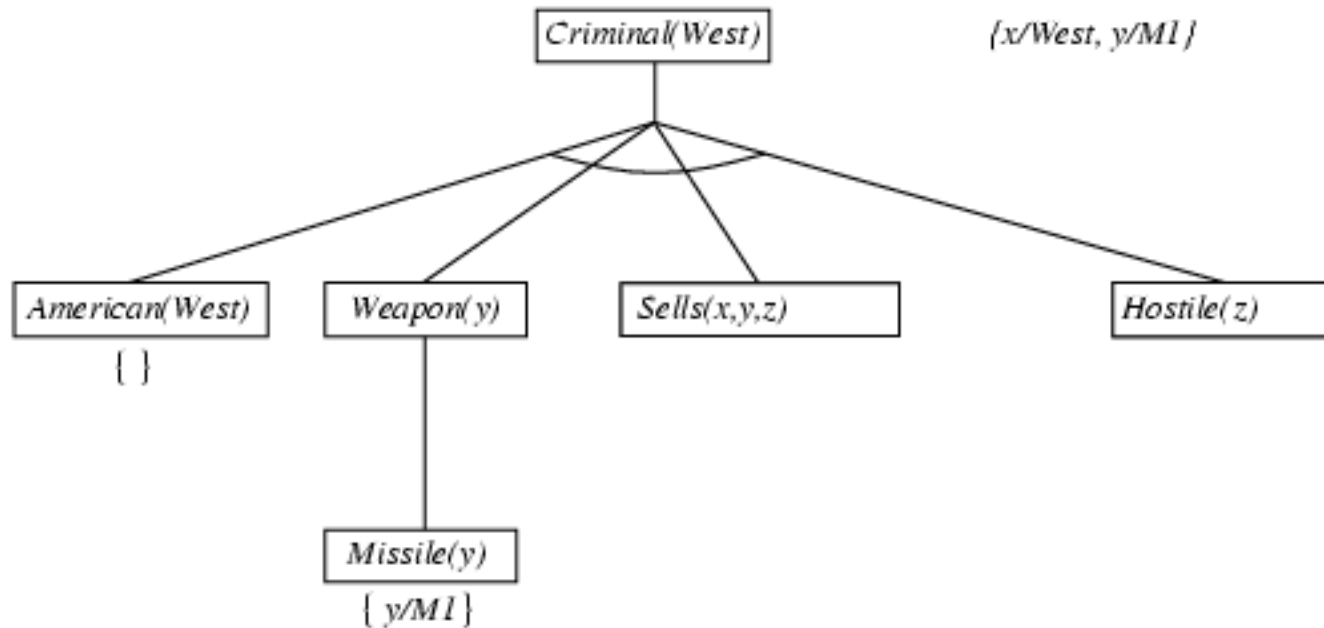 Criminal(West)
{x/West, y/M1}
American(West)
Weapon(y)
Sells(x,y,z)
Hostile(z)
{ }
Missile(y)
{ y/M1 }